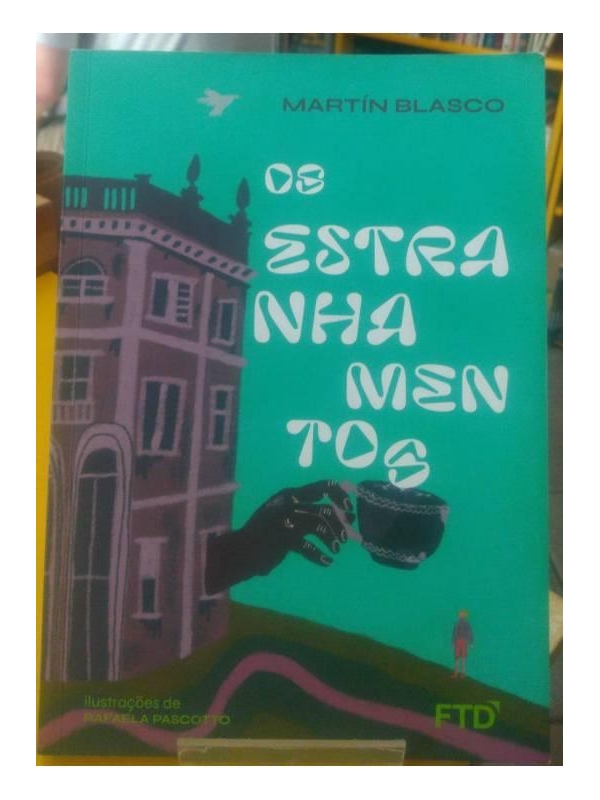 MARTÍN BLASCO
OS
ESTRA
NHA
MEN
TOS
ilustrações de
RAFAELA PASCOTTO
FTD